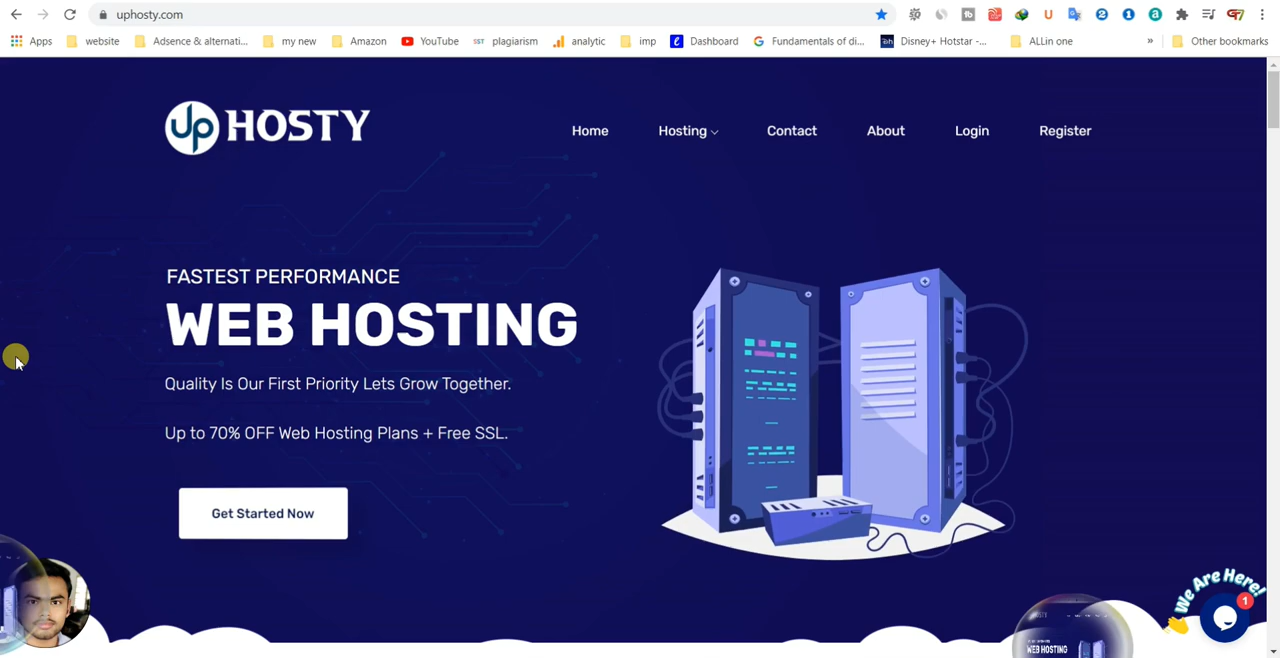 uphosty.com
Apps website Adsence & alternati... my new Amazon YouTube SST plagiarism analytic imp Dashboard Fundamentals of di... Disney+ Hotstar -... ALLin one » Other bookmarks
Up HOSTY
Home Hosting Contact About Login Register
FASTEST PERFORMANCE
WEB HOSTING
Quality Is Our First Priority Lets Grow Together.
Up to 70% OFF Web Hosting Plans + Free SSL.
Get Started Now
We Are Here!
1
WEB HOSTING